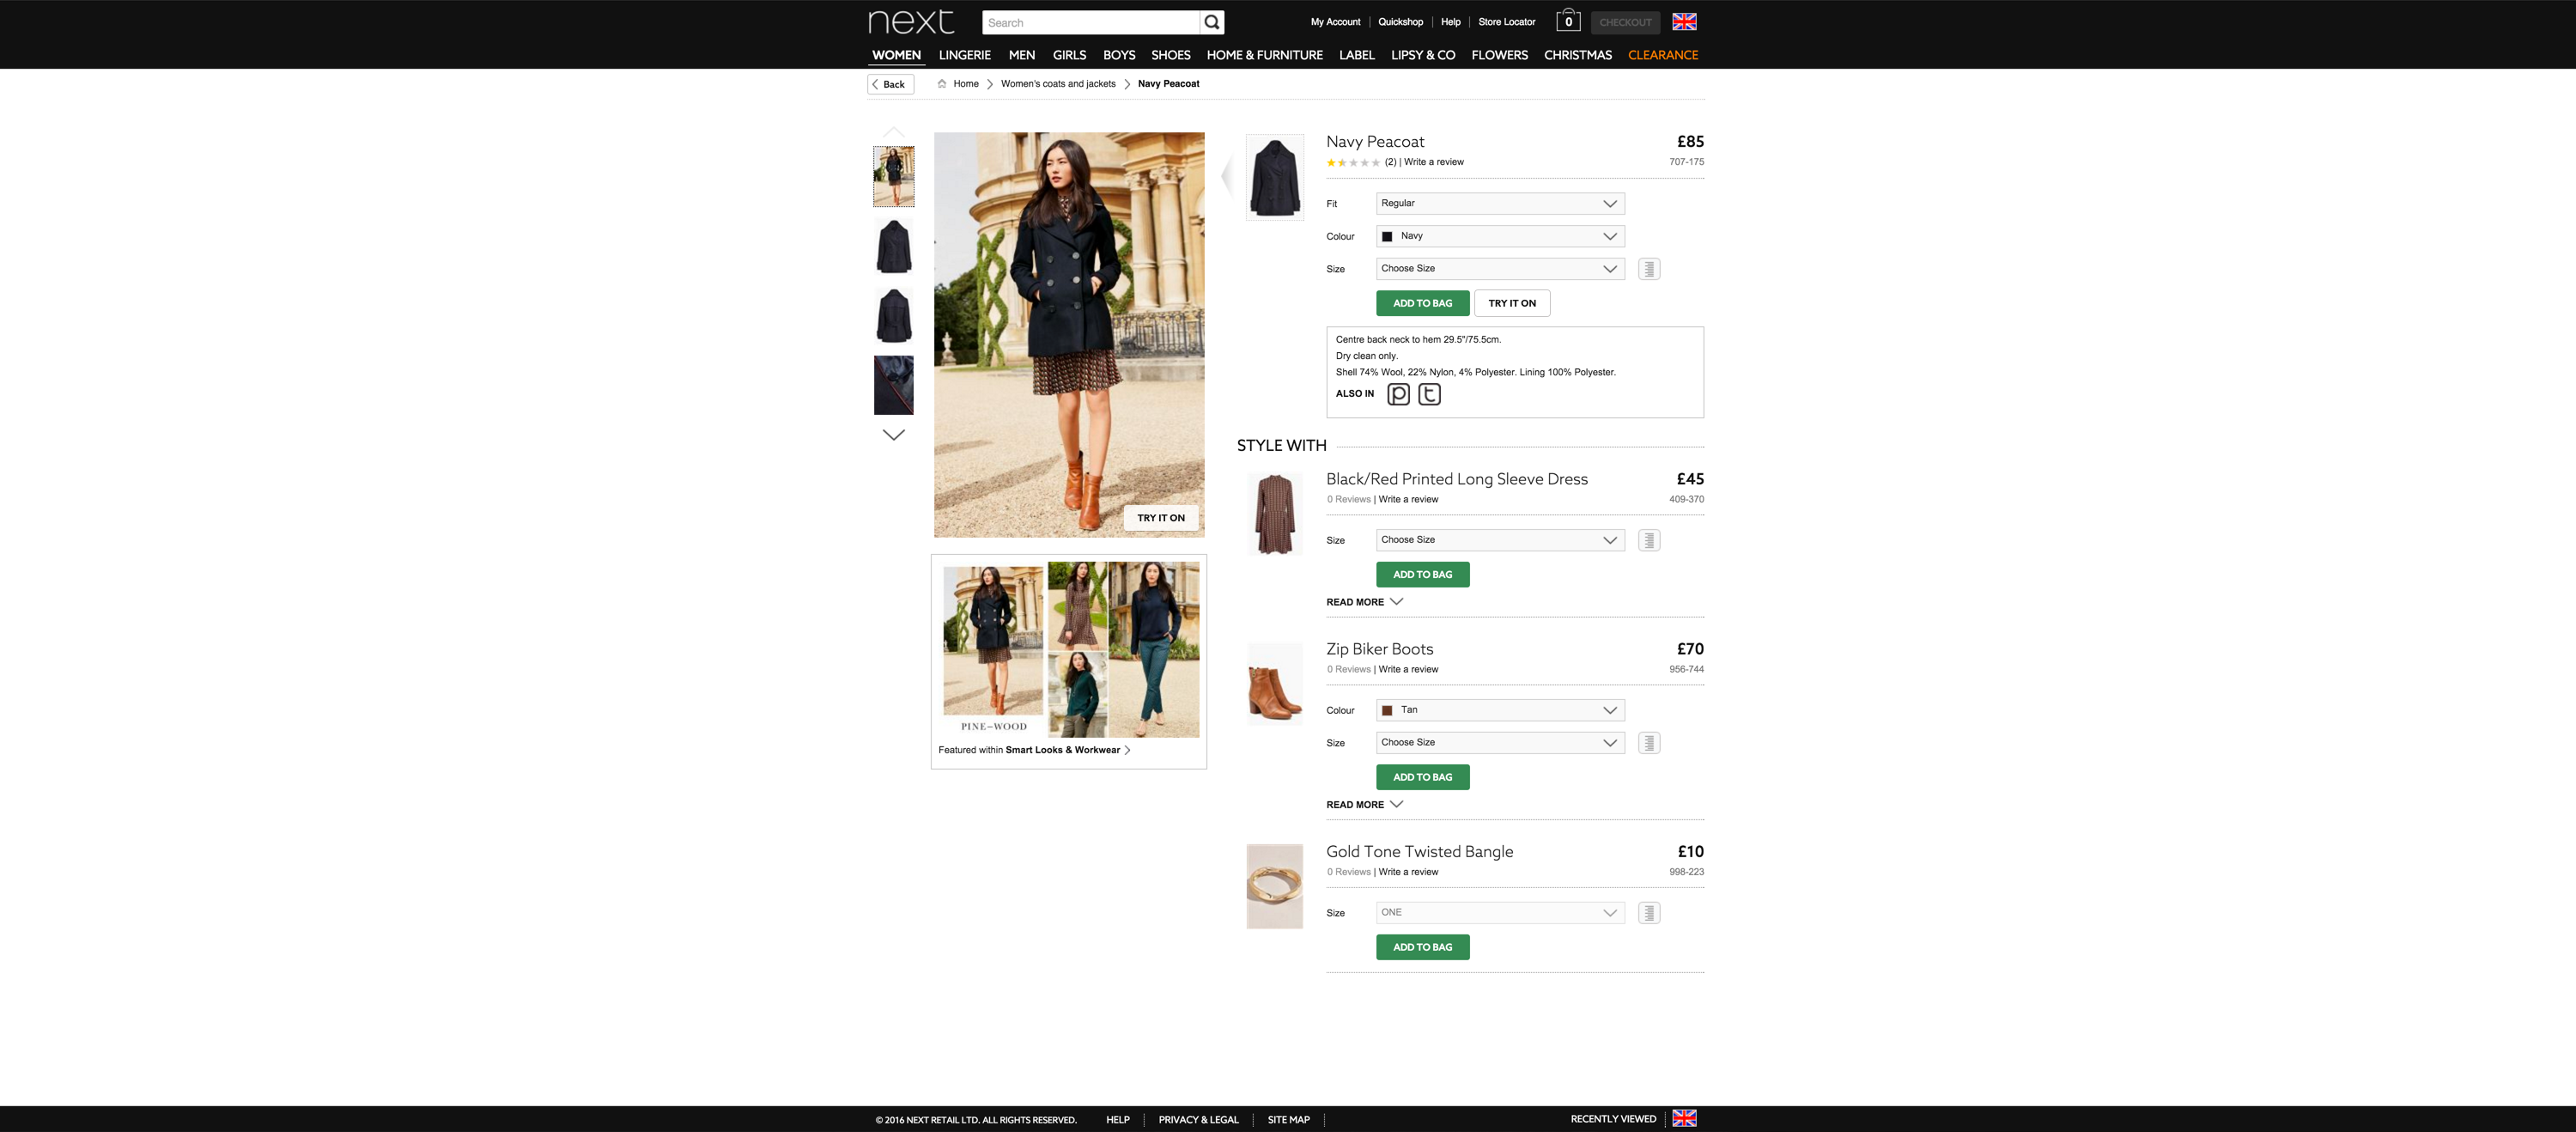 next
Search
My Account | Quickshop | Help | Store Locator
0
CHECKOUT
WOMEN LINGERIE MEN GIRLS BOYS SHOES HOME & FURNITURE LABEL LIPSY & CO FLOWERS CHRISTMAS CLEARANCE
Back
Home
Women's coats and jackets
Navy Peacoat
TRY IT ON
PINE–WOOD
Featured within Smart Looks & Workwear
Navy Peacoat £85
(2) | Write a review 707-175
Fit Regular
Colour Navy
Size Choose Size
ADD TO BAG TRY IT ON
Centre back neck to hem 29.5"/75.5cm.
Dry clean only.
Shell 74% Wool, 22% Nylon, 4% Polyester. Lining 100% Polyester.
ALSO IN p t
STYLE WITH
Black/Red Printed Long Sleeve Dress £45
0 Reviews | Write a review 409-370
Size Choose Size
ADD TO BAG
READ MORE
Zip Biker Boots £70
0 Reviews | Write a review 956-744
Colour Tan
Size Choose Size
ADD TO BAG
READ MORE
Gold Tone Twisted Bangle £10
0 Reviews | Write a review 998-223
Size ONE
ADD TO BAG
© 2016 NEXT RETAIL LTD. ALL RIGHTS RESERVED. HELP PRIVACY & LEGAL SITE MAP RECENTLY VIEWED